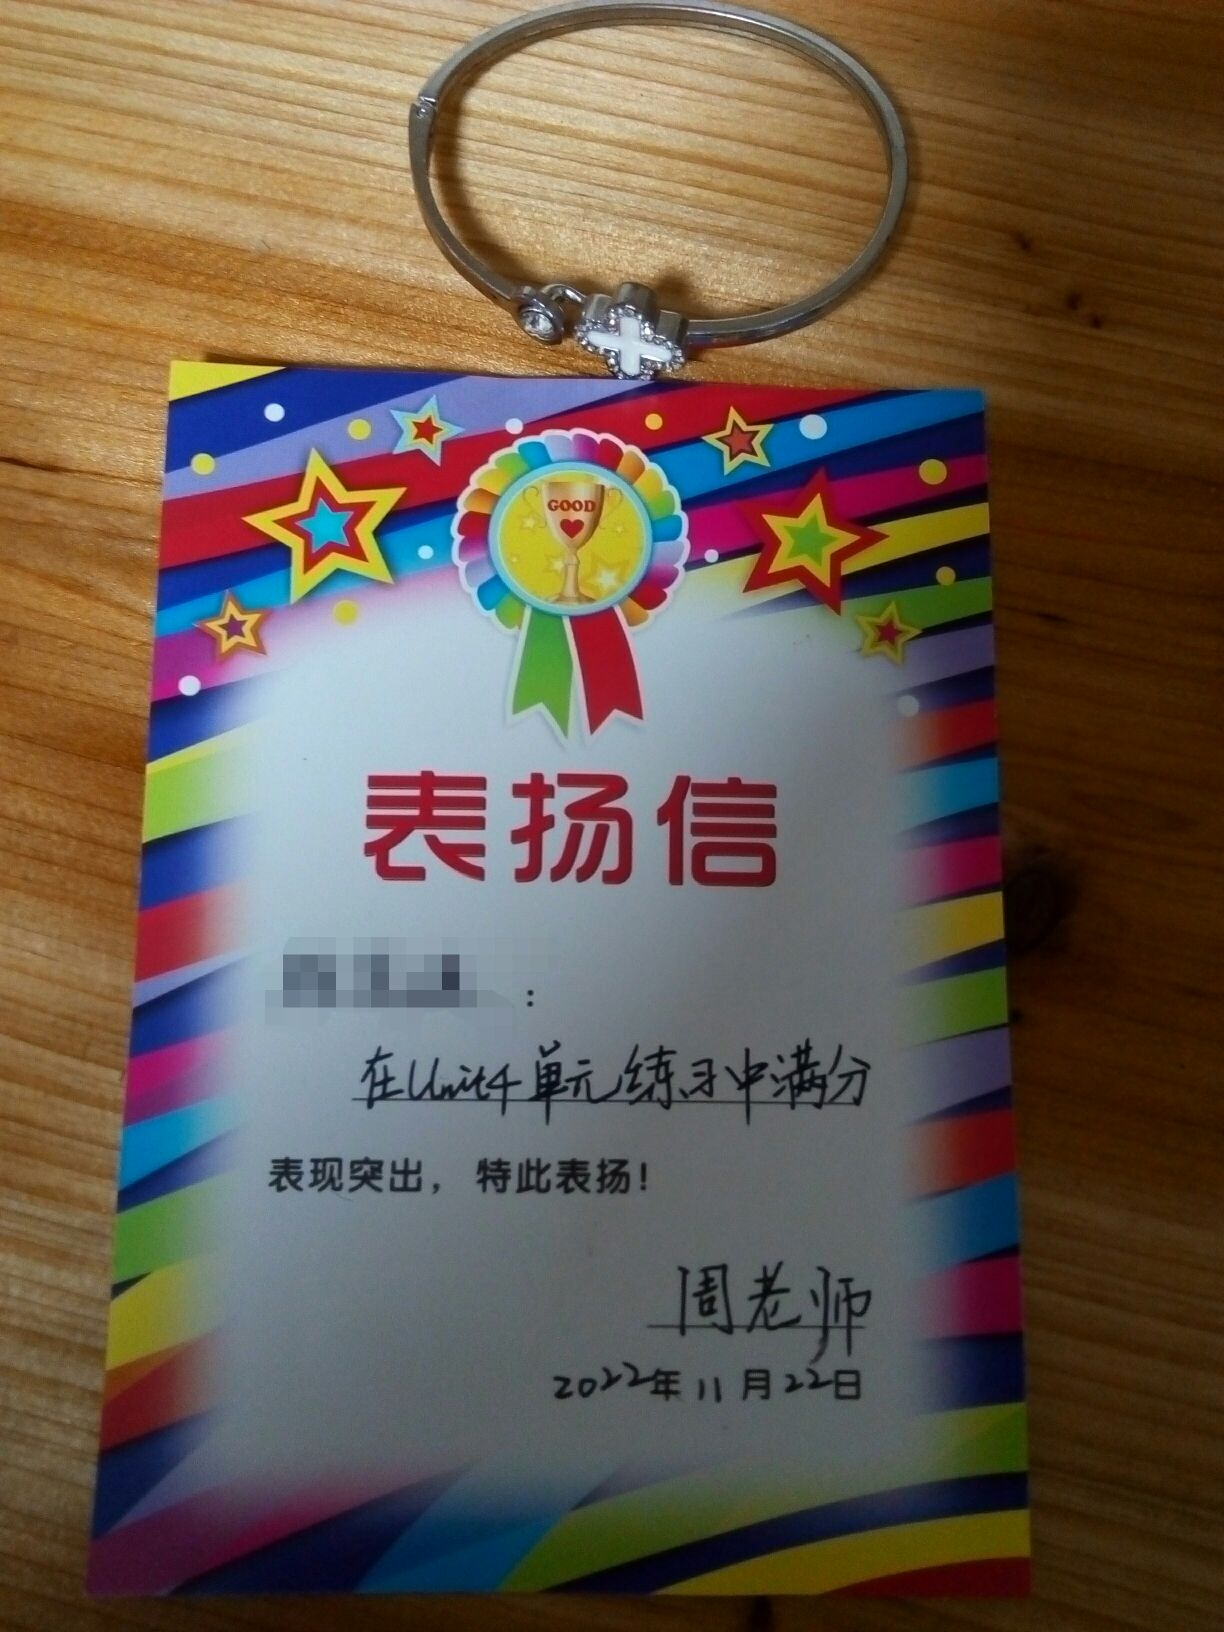 GOOD
表扬信
:
在Unit4单元练习中满分
表现突出，特此表扬!
周老师
2022年11月22日